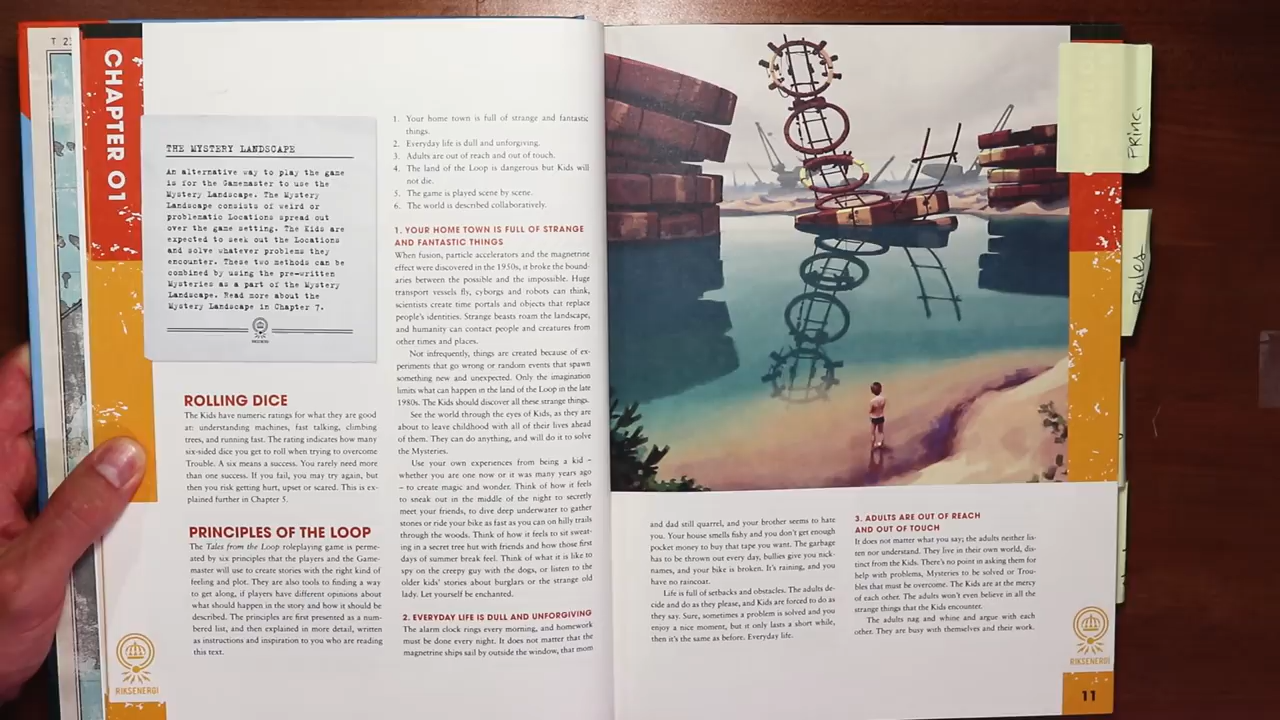 T 2
CHAPTER 01
THE MYSTERY LANDSCAPE
An alternative way to play the game
is for the Gamemaster to use the
Mystery Landscape. The Mystery
Landscape consists of weird or
problematic Locations spread out
over the game setting. The Kids are
expected to seek out the Locations
and solve whatever problems they
encounter. These two methods can be
combined by using the pre-written
Mysteries as a part of the Mystery
Landscape. Read more about the
Mystery Landscape in Chapter 7.
RIKSENERGI
ROLLING DICE
The Kids have numeric ratings for what they are good
at: understanding machines, fast talking, climbing
trees, and running fast. The rating indicates how many
six-sided dice you get to roll when trying to overcome
Trouble. A six means a success. You rarely need more
than one success. If you fail, you may try again, but
then you risk getting hurt, upset or scared. This is ex-
plained further in Chapter 5.
PRINCIPLES OF THE LOOP
The Tales from the Loop roleplaying game is perme-
ated by six principles that the players and the Game-
master will use to create stories with the right kind of
feeling and plot. They are also tools to finding a way
to get along, if players have different opinions about
what should happen in the story and how it should be
described. The principles are first presented as a num-
bered list, and then explained in more detail, written
as instructions and inspiration to you who are reading
this text.
RIKSENERGI
1. Your home town is full of strange and fantastic
things.
2. Everyday life is dull and unforgiving.
3. Adults are out of reach and out of touch.
4. The land of the Loop is dangerous but Kids will
not die.
5. The game is played scene by scene.
6. The world is described collaboratively.
1. YOUR HOME TOWN IS FULL OF STRANGE
AND FANTASTIC THINGS
When fusion, particle accelerators and the magnetrine
effect were discovered in the 1950s, it broke the bound-
aries between the possible and the impossible. Huge
transport vessels fly, cyborgs and robots can think,
scientists create time portals and objects that replace
people's identities. Strange beasts roam the landscape,
and humanity can contact people and creatures from
other times and places.
Not infrequently, things are created because of ex-
periments that go wrong or random events that spawn
something new and unexpected. Only the imagination
limits what can happen in the land of the Loop in the late
1980s. The Kids should discover all these strange things.
See the world through the eyes of Kids, as they are
about to leave childhood with all of their lives ahead
of them. They can do anything, and will do it to solve
the Mysteries.
Use your own experiences from being a kid –
whether you are one now or it was many years ago
– to create magic and wonder. Think of how it feels
to sneak out in the middle of the night to secretly
meet your friends, to dive deep underwater to gather
stones or ride your bike as fast as you can on hilly trails
through the woods. Think of how it feels to sit sweat-
ing in a secret tree hut with friends and how those first
days of summer break feel. Think of what it is like to
spy on the creepy guy with the dogs, or listen to the
older kids' stories about burglars or the strange old
lady. Let yourself be enchanted.
2. EVERYDAY LIFE IS DULL AND UNFORGIVING
The alarm clock rings every morning, and homework
must be done every night. It does not matter that the
magnetrine ships sail by outside the window, that mom
and dad still quarrel, and your brother seems to hate
you. Your house smells fishy and you don't get enough
pocket money to buy that tape you want. The garbage
has to be thrown out every day, bullies give you nick-
names, and your bike is broken. It's raining, and you
have no raincoat.
Life is full of setbacks and obstacles. The adults de-
cide and do as they please, and Kids are forced to do as
they say. Sure, sometimes a problem is solved and you
enjoy a nice moment, but it only lasts a short while,
then it's the same as before. Everyday life.
3. ADULTS ARE OUT OF REACH
AND OUT OF TOUCH
It does not matter what you say; the adults neither lis-
ten nor understand. They live in their own world, dis-
tinct from the Kids. There's no point in asking them for
help with problems, Mysteries to be solved or Trou-
bles that must be overcome. The Kids are at the mercy
of each other. The adults won't even believe in all the
strange things that the Kids encounter.
The adults nag and whine and argue with each
other. They are busy with themselves and their work.
Princ.
Rules
RIKSENERGI
11